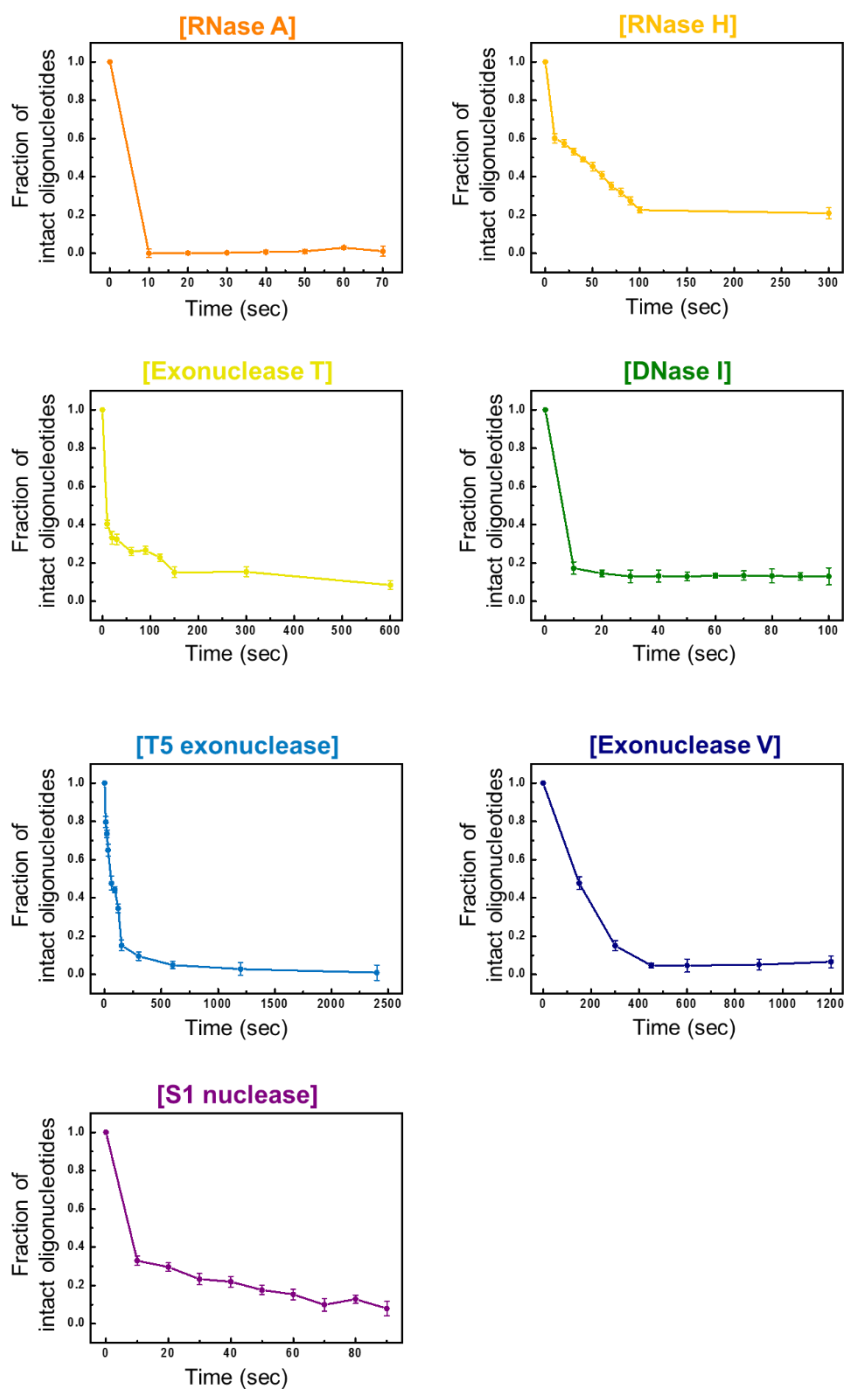 [RNase A]
Fraction of
intact oligonucleotides
1.0
0.8
0.6
0.4
0.2
0.0
0 10 20 30 40 50 60 70
Time (sec)
[RNase H]
Fraction of
intact oligonucleotides
1.0
0.8
0.6
0.4
0.2
0.0
0 50 100 150 200 250 300
Time (sec)
[Exonuclease T]
Fraction of
intact oligonucleotides
1.0
0.8
0.6
0.4
0.2
0.0
0 100 200 300 400 500 600
Time (sec)
[DNase I]
Fraction of
intact oligonucleotides
1.0
0.8
0.6
0.4
0.2
0.0
0 20 40 60 80 100
Time (sec)
[T5 exonuclease]
Fraction of
intact oligonucleotides
1.0
0.8
0.6
0.4
0.2
0.0
0 500 1000 1500 2000 2500
Time (sec)
[Exonuclease V]
Fraction of
intact oligonucleotides
1.0
0.8
0.6
0.4
0.2
0.0
0 200 400 600 800 1000 1200
Time (sec)
[S1 nuclease]
Fraction of
intact oligonucleotides
1.0
0.8
0.6
0.4
0.2
0.0
0 20 40 60 80
Time (sec)